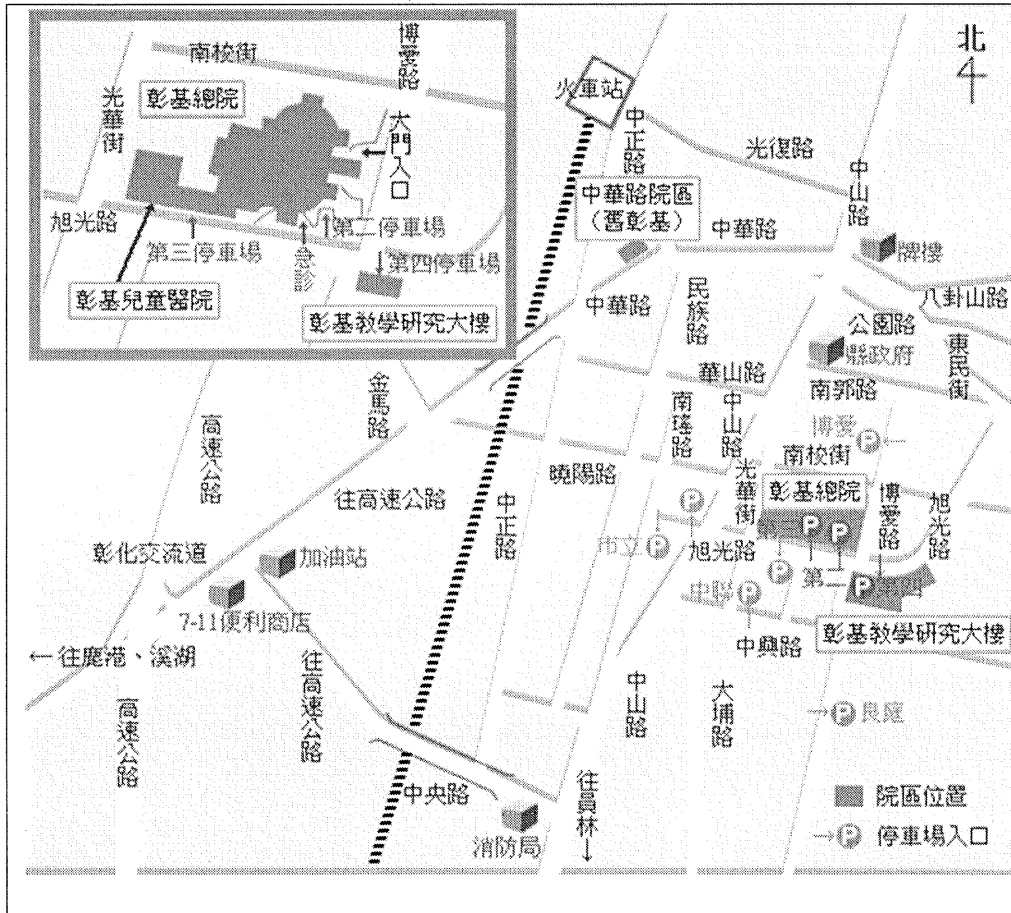 南校街
博愛路
光華街
彰基總院
大門入口
旭光路
第三停車場
急診
第二停車場
第四停車場
彰基兒童醫院
彰基教學研究大樓
北
火車站
中正路
光復路
中山路
中華路院區
(舊彰基)
中華路
牌樓
八卦山路
中華路
民族路
公園路
縣政府
東民街
華山路
南郭路
金馬路
高速公路
南瑤路
中山路
博愛
P
南校街
曉陽路
光華街
彰基總院
博愛路
旭光路
往高速公路
中正路
P
市立
P
旭光路
第三
P
P
P
第二
P
第四
彰化交流道
加油站
中聯
P
7-11便利商店
彰基教學研究大樓
中興路
←往鹿港、溪湖
往高速公路
高速公路
中山路
大埔路
→P良庭
中央路
往員林
↓
消防局
院區位置
→P 停車場入口